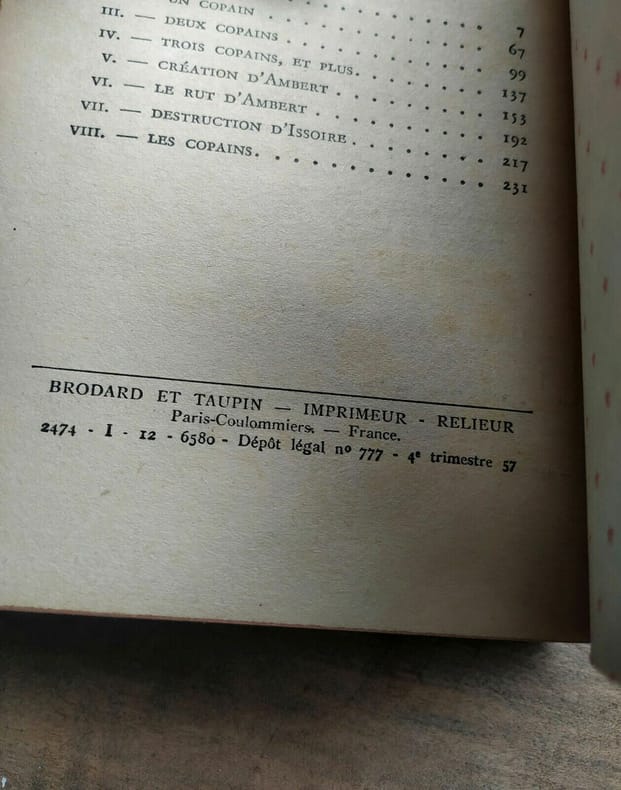 7
COPAIN . . . . . . . . . . 67
III. — DEUX COPAINS . . . . . . . . . . 99
IV. — TROIS COPAINS, ET PLUS. . . . . . . 137
V. — CRÉATION D'AMBERT . . . . . . . . 153
VI. — LE RUT D'AMBERT . . . . . . . . . 192
VII. — DESTRUCTION D'ISSOIRE . . . . . . . 217
VIII. — LES COPAINS. . . . . . . . . . . . 231
BRODARD ET TAUPIN — IMPRIMEUR - RELIEUR
Paris-Coulommiers. — France.
2474 - I - 12 - 6580 - Dépôt légal nº 777 - 4e trimestre 57